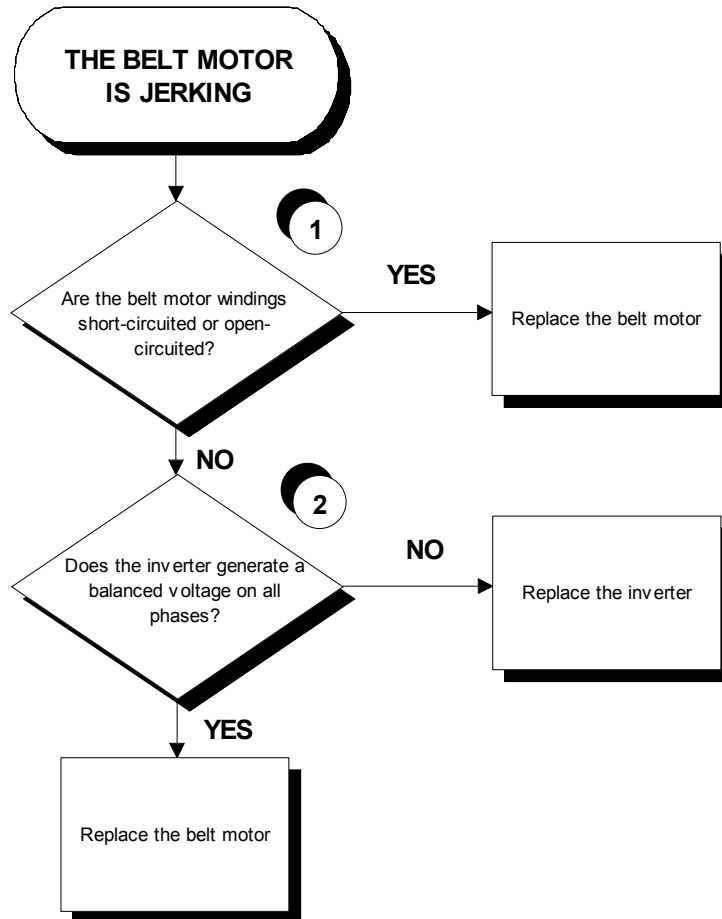 THE BELT MOTOR
IS JERKING
1
Are the belt motor windings
short-circuited or open-
circuited?
YES
Replace the belt motor
NO
2
Does the inverter generate a
balanced voltage on all
phases?
NO
Replace the inverter
YES
Replace the belt motor